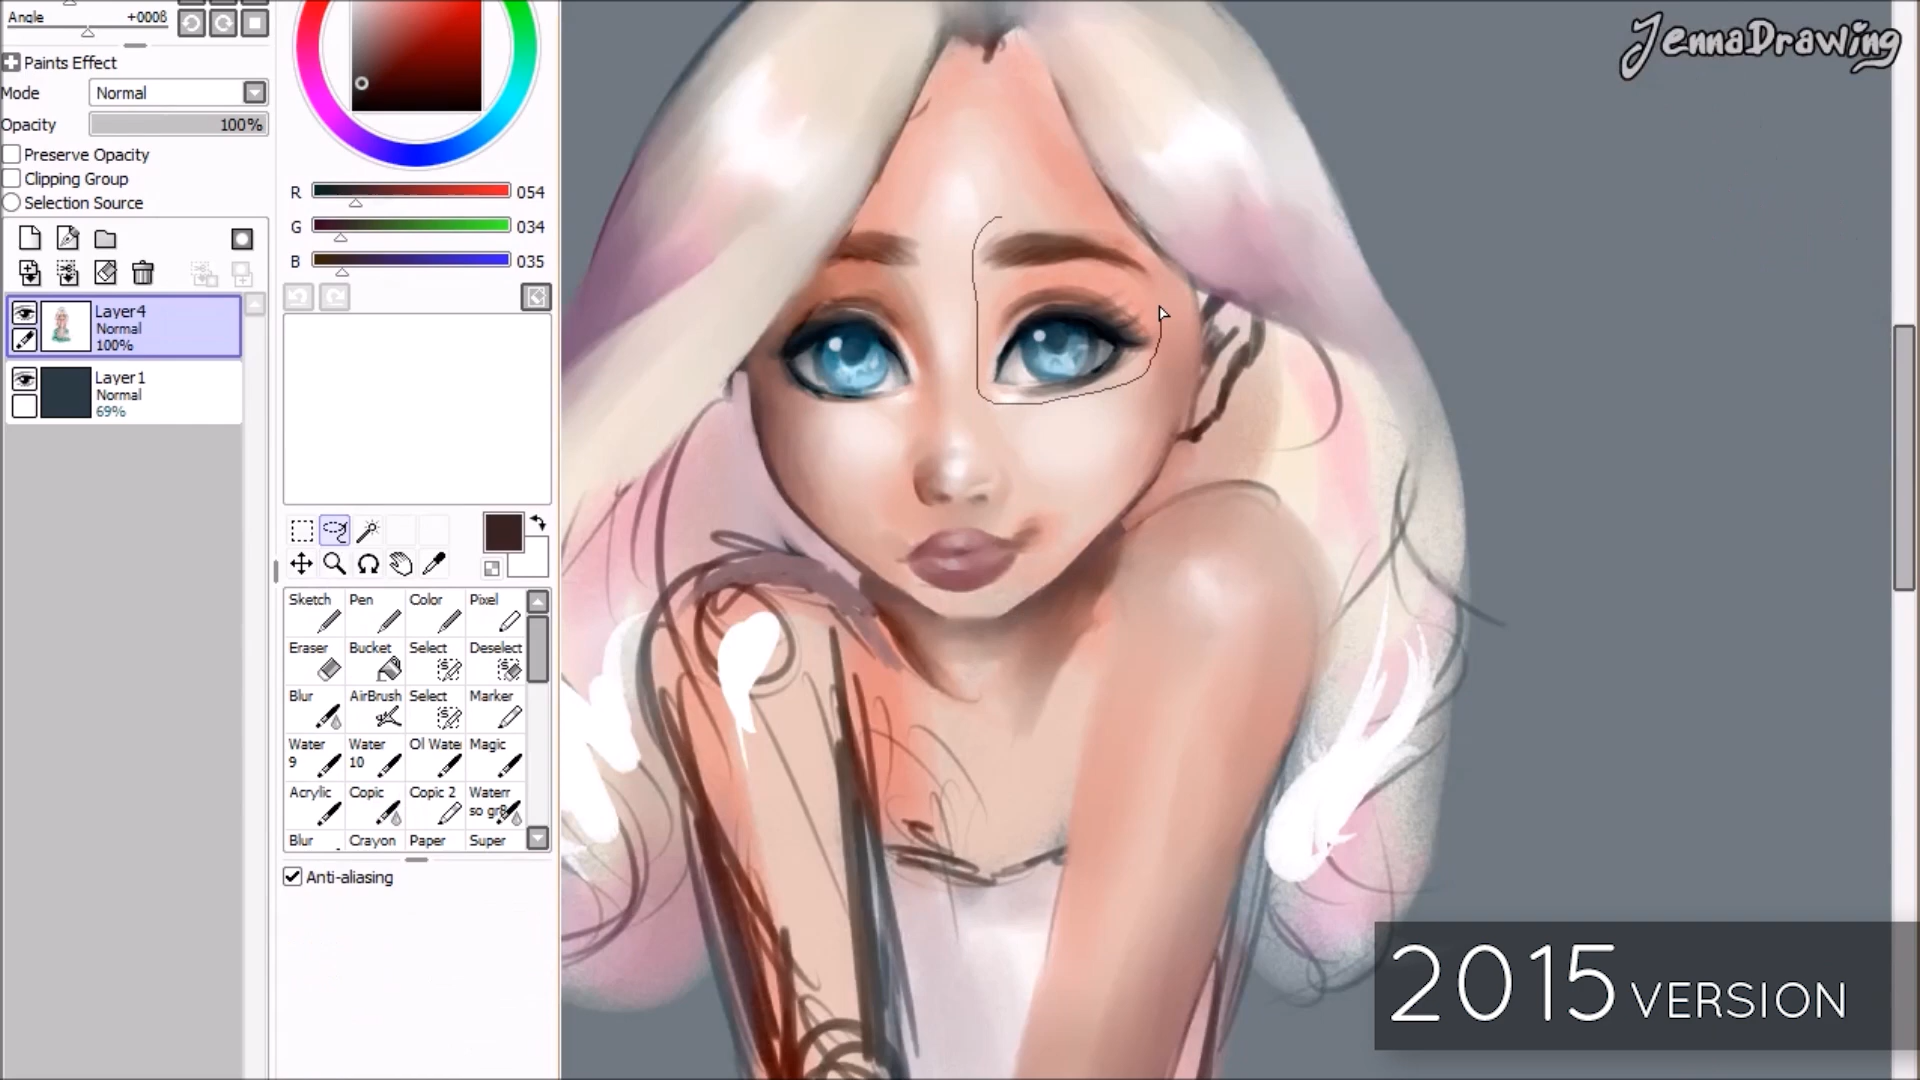 Angle +0008
Paints Effect
Mode Normal
Opacity 100%
Preserve Opacity
Clipping Group
Selection Source
Layer4
Normal
100%
Layer1
Normal
69%
R 054
G 034
B 035
Sketch Pen Color Pixel
Eraser Bucket Select Deselect
Blur AirBrush Select Marker
Water 9 Water 10 Ol Water Magic
Acrylic Copic Copic 2 Waterr so gr8
Blur Crayon Paper Super
Anti-aliasing
JennaDrawing
2015 VERSION